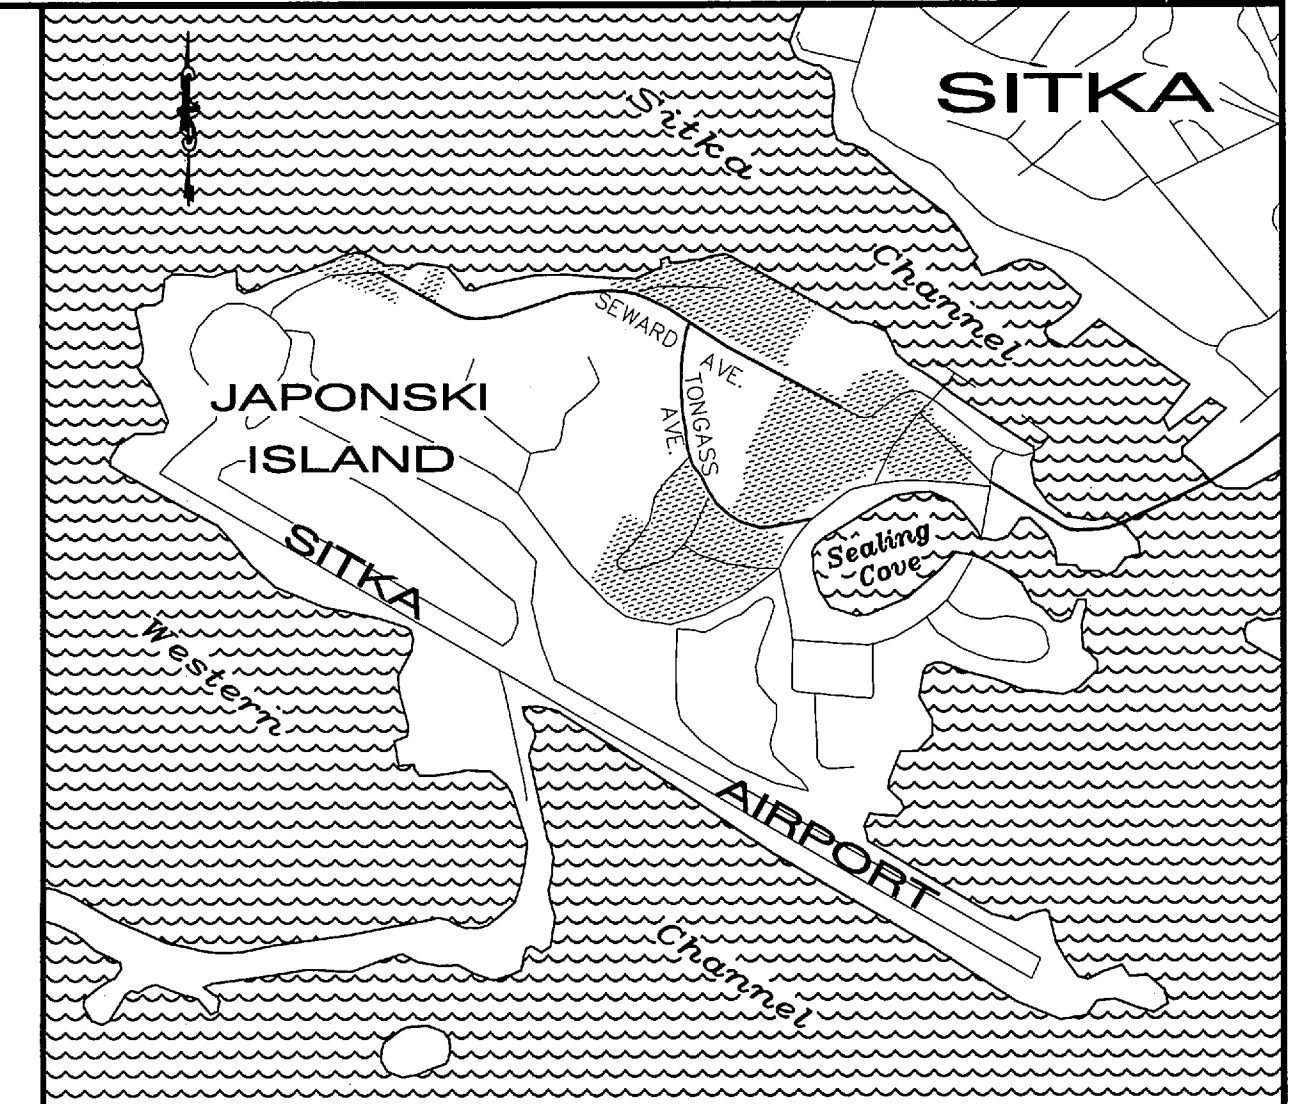 SITKA
Sitka
Channel
SEWARD
AVE.
TONGASS
AVE.
JAPONSKI
ISLAND
SITKA
AIRPORT
Sealing
Cove
Western
Channel